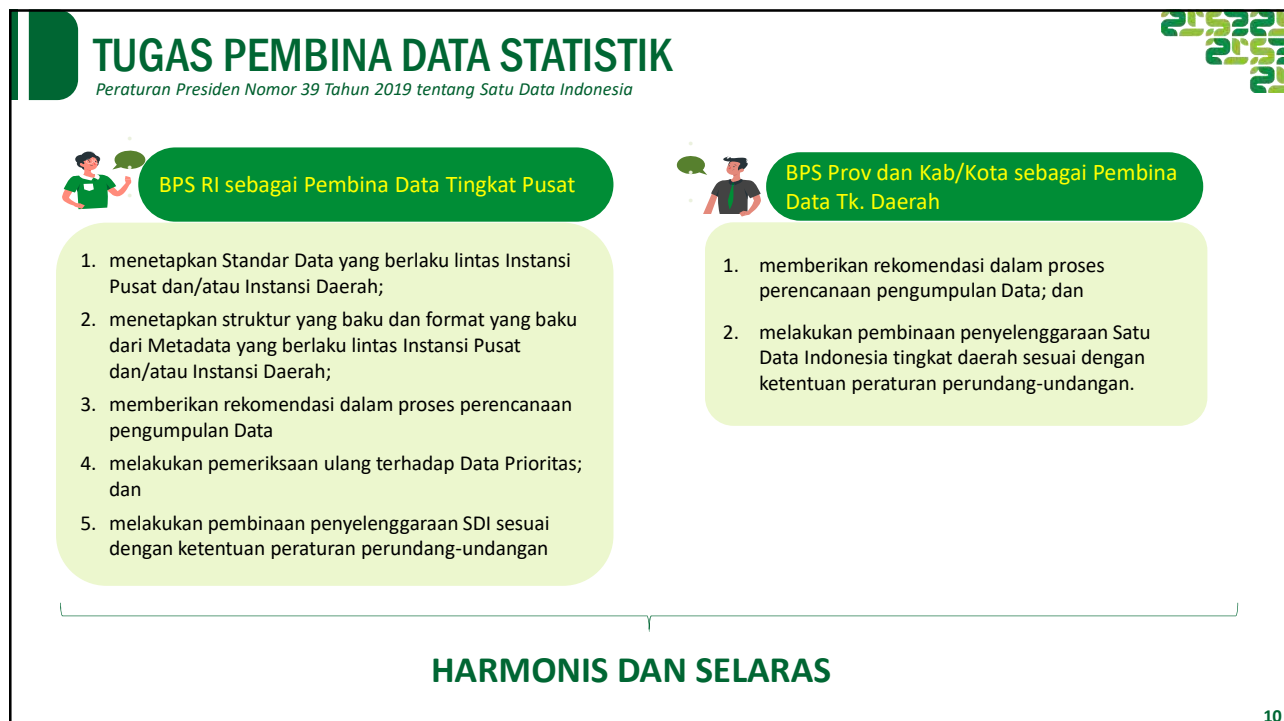 TUGAS PEMBINA DATA STATISTIK
Peraturan Presiden Nomor 39 Tahun 2019 tentang Satu Data Indonesia
BPS RI sebagai Pembina Data Tingkat Pusat
1. menetapkan Standar Data yang berlaku lintas Instansi
Pusat dan/atau Instansi Daerah;
2. menetapkan struktur yang baku dan format yang baku
dari Metadata yang berlaku lintas Instansi Pusat
dan/atau Instansi Daerah;
3. memberikan rekomendasi dalam proses perencanaan
pengumpulan Data
4. melakukan pemeriksaan ulang terhadap Data Prioritas;
dan
5. melakukan pembinaan penyelenggaraan SDI sesuai
dengan ketentuan peraturan perundang-undangan
BPS Prov dan Kab/Kota sebagai Pembina
Data Tk. Daerah
1. memberikan rekomendasi dalam proses
perencanaan pengumpulan Data; dan
2. melakukan pembinaan penyelenggaraan Satu
Data Indonesia tingkat daerah sesuai dengan
ketentuan peraturan perundang-undangan.
HARMONIS DAN SELARAS
10